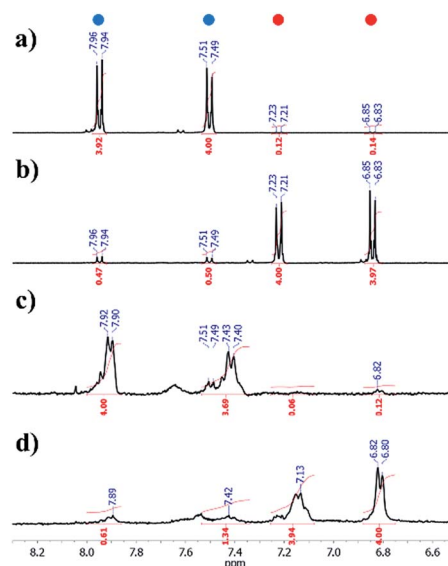 a)
7.96 7.94 7.51 7.49 7.23 7.21 6.85 6.83
3.92 4.00 0.12 0.14
b)
7.96 7.94 7.51 7.49 7.23 7.21 6.85 6.83
0.47 0.50 4.00 3.97
c)
7.92 7.90 7.51 7.49 7.43 7.40 6.82
4.00 3.69 0.06 0.12
d)
7.89 7.42 7.13 6.82 6.80
0.61 1.34 3.94 4.00
8.2 8.0 7.8 7.6 7.4 7.2 7.0 6.8 6.6
ppm